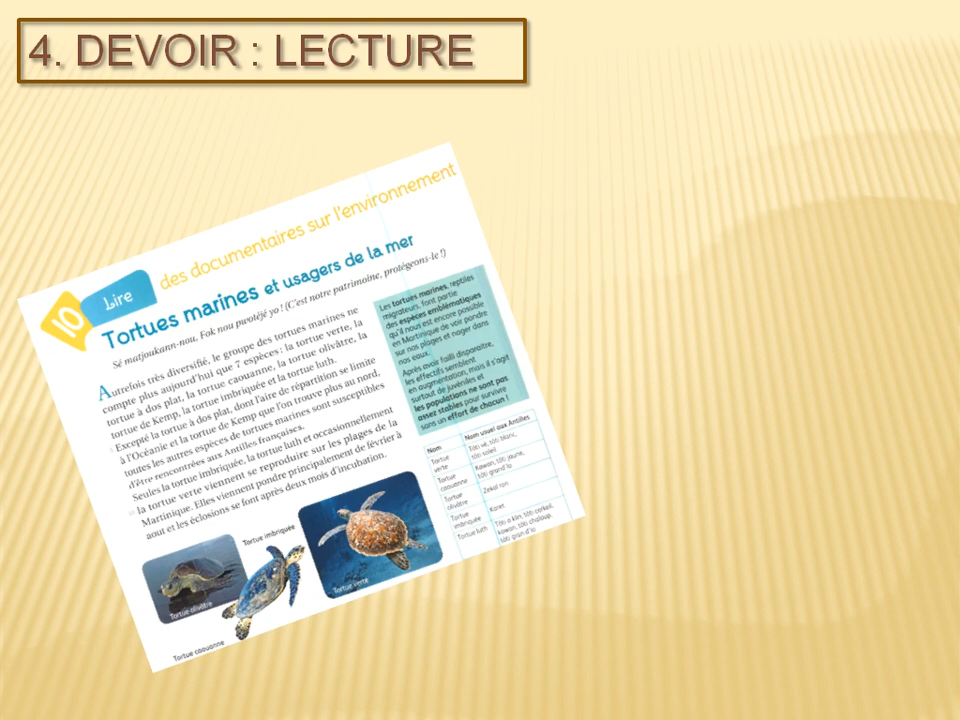 4. DEVOIR : LECTURE
10
Lire
des documentaires sur l'environnement
Tortues marines et usagers de la mer
Sé matjoukann-nou, Fok nou pwotéjé yo ! (C'est notre patrimoine, protégeons-le !)
Autrefois très diversifié, le groupe des tortues marines ne
compte plus aujourd'hui que 7 espèces : la tortue verte, la
tortue à dos plat, la tortue caouanne, la tortue olivâtre, la
tortue de Kemp, la tortue imbriquée et la tortue luth.
Excepté la tortue à dos plat, dont l'aire de répartition se limite
à l'Océanie et la tortue de Kemp que l'on trouve plus au nord,
toutes les autres espèces de tortues marines sont susceptibles
d'être rencontrées aux Antilles françaises.
Seules la tortue imbriquée, la tortue luth et occasionnellement
la tortue verte viennent se reproduire sur les plages de la
Martinique. Elles viennent pondre principalement de février à
aout et les éclosions se font après deux mois d'incubation.
Les tortues marines, reptiles
migrateurs, font partie
des espèces emblématiques
qu'il nous est encore possible
en Martinique de voir pondre
sur nos plages et nager dans
nos eaux.
Après avoir failli disparaitre,
les effectifs semblent
en augmentation, mais il s'agit
surtout de juvéniles et
les populations ne sont pas
assez stables pour survivre
sans un effort de chacun !
Nom
Nom usuel aux Antilles
Tortue
verte
Tôti blanc,
tôti soleil
Tortue
caouanne
Kawan, tôti jaune,
tôti grand'lo
Tortue
olivâtre
Zekal ron
Tortue
imbriquée
Karet
Tortue luth
Tôti a klin, tôti cerkeil,
kawan, tôti chaloup,
tôti gran d'lo
Tortue olivâtre
Tortue imbriquée
Tortue verte
Tortue caouanne